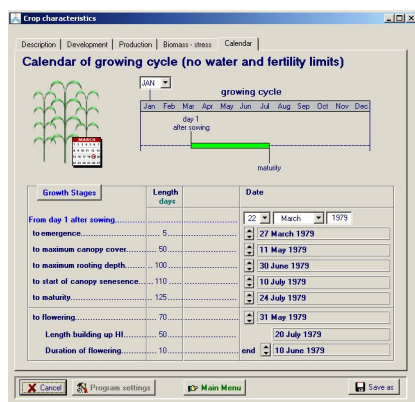 Crop characteristics
Description Development Production Biomass - stress Calendar
Calendar of growing cycle (no water and fertility limits)
JAN
growing cycle
Jan Feb Mar Apr May Jun Jul Aug Sep Oct Nov Dec
day 1
after sowing
maturity
MARCH
Growth Stages Length days Date
From day 1 after sowing 22 March 1979
to emergence 5 27 March 1979
to maximum canopy cover 50 11 May 1979
to maximum rooting depth 100 30 June 1979
to start of canopy senesence 110 10 July 1979
to maturity 125 24 July 1979
to flowering 70 31 May 1979
Length building up HI 50 20 July 1979
Duration of flowering 10 end 10 June 1979
Cancel Program settings Main Menu Save as